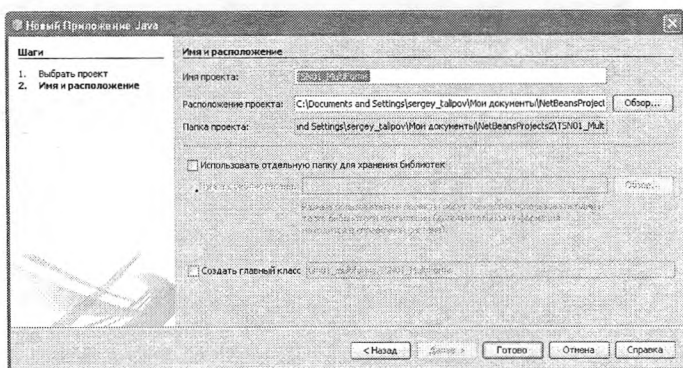 Новый Приложение Java
Шаги
1. Выбрать проект
2. Имя и расположение
Имя и расположение
Имя проекта: TSN01_MultiForms
Расположение проекта: C:\Documents and Settings\sergey_talipov\Мои документы\NetBeansProject Обзор...
Папка проекта: ind Settings\sergey_talipov\Мои документы\NetBeansProjects2\TSN01_Mult
Использовать отдельную папку для хранения библиотек
Обзор...
Создать главный класс
< Назад Далее > Готово Отмена Справка